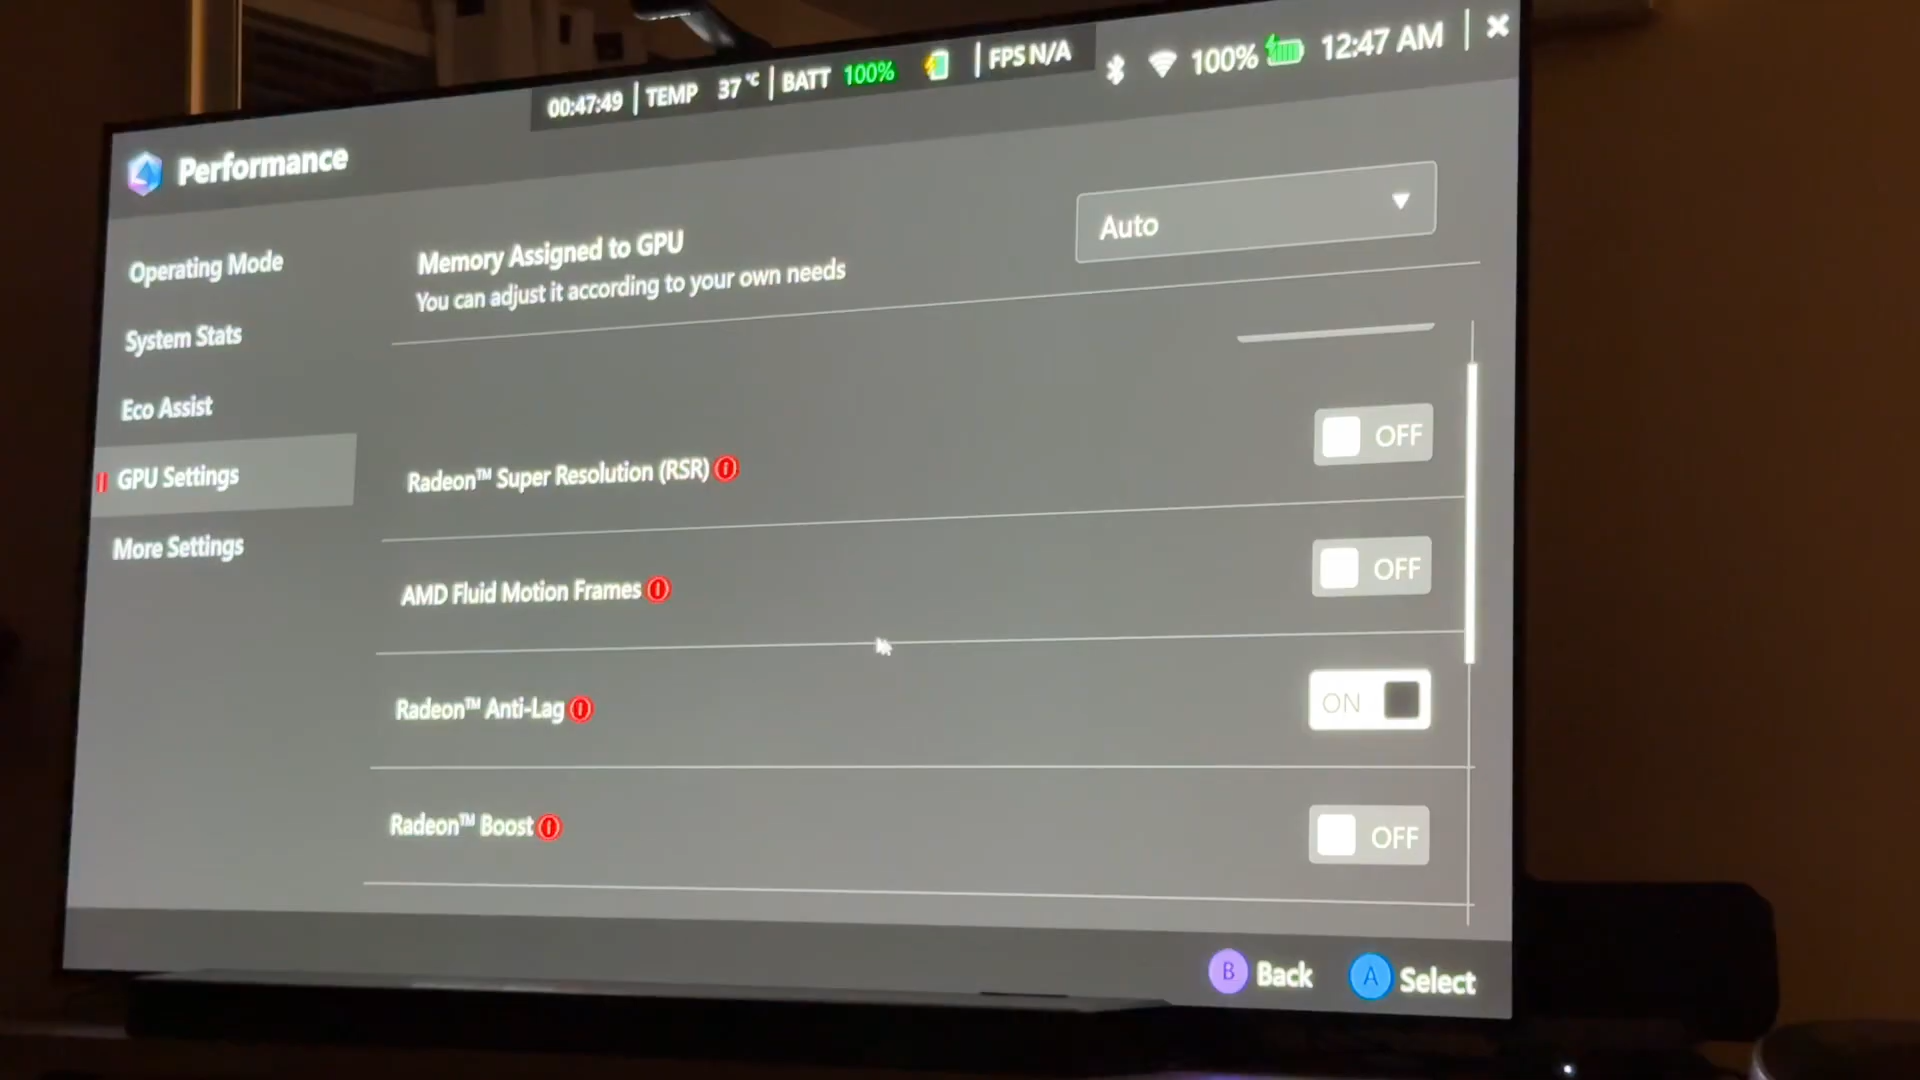 00:47:49 | TEMP 37 °C | BATT 100% | FPS N/A
100% 12:47 AM
Performance
Operating Mode
System Stats
Eco Assist
GPU Settings
More Settings
Memory Assigned to GPU
You can adjust it according to your own needs
Auto
Radeon™ Super Resolution (RSR)
OFF
AMD Fluid Motion Frames
OFF
Radeon™ Anti-Lag
ON
Radeon™ Boost
OFF
B Back
A Select